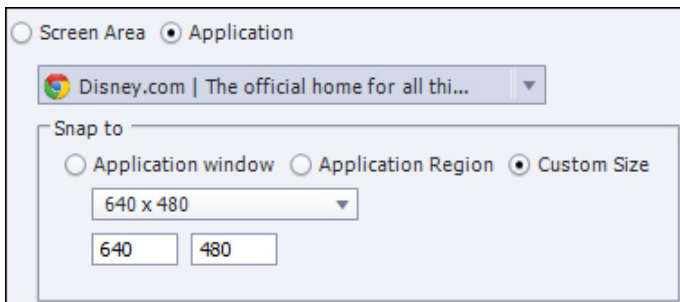 Screen Area Application
Disney.com | The official home for all thi...
Snap to
Application window Application Region Custom Size
640 x 480
640 480